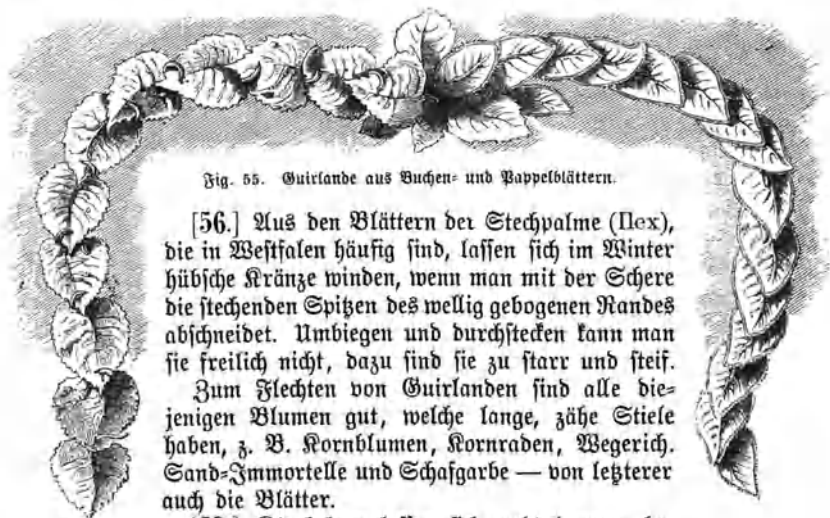 Fig. 55. Guirlande aus Buchen- und Pappelblättern.
[56.] Aus den Blättern der Stechpalme (Ilex),
die in Westfalen häufig sind, lassen sich im Winter
hübsche Kränze winden, wenn man mit der Schere
die stechenden Spitzen des wellig gebogenen Randes
abschneidet. Umbiegen und durchstecken kann man
sie freilich nicht, dazu sind sie zu starr und steif.
Zum Flechten von Guirlanden sind alle die-
jenigen Blumen gut, welche lange, zähe Stiele
haben, z. B. Kornblumen, Kornraden, Wegerich.
Sand-Immortelle und Schafgarbe — von letzterer
auch die Blätter.